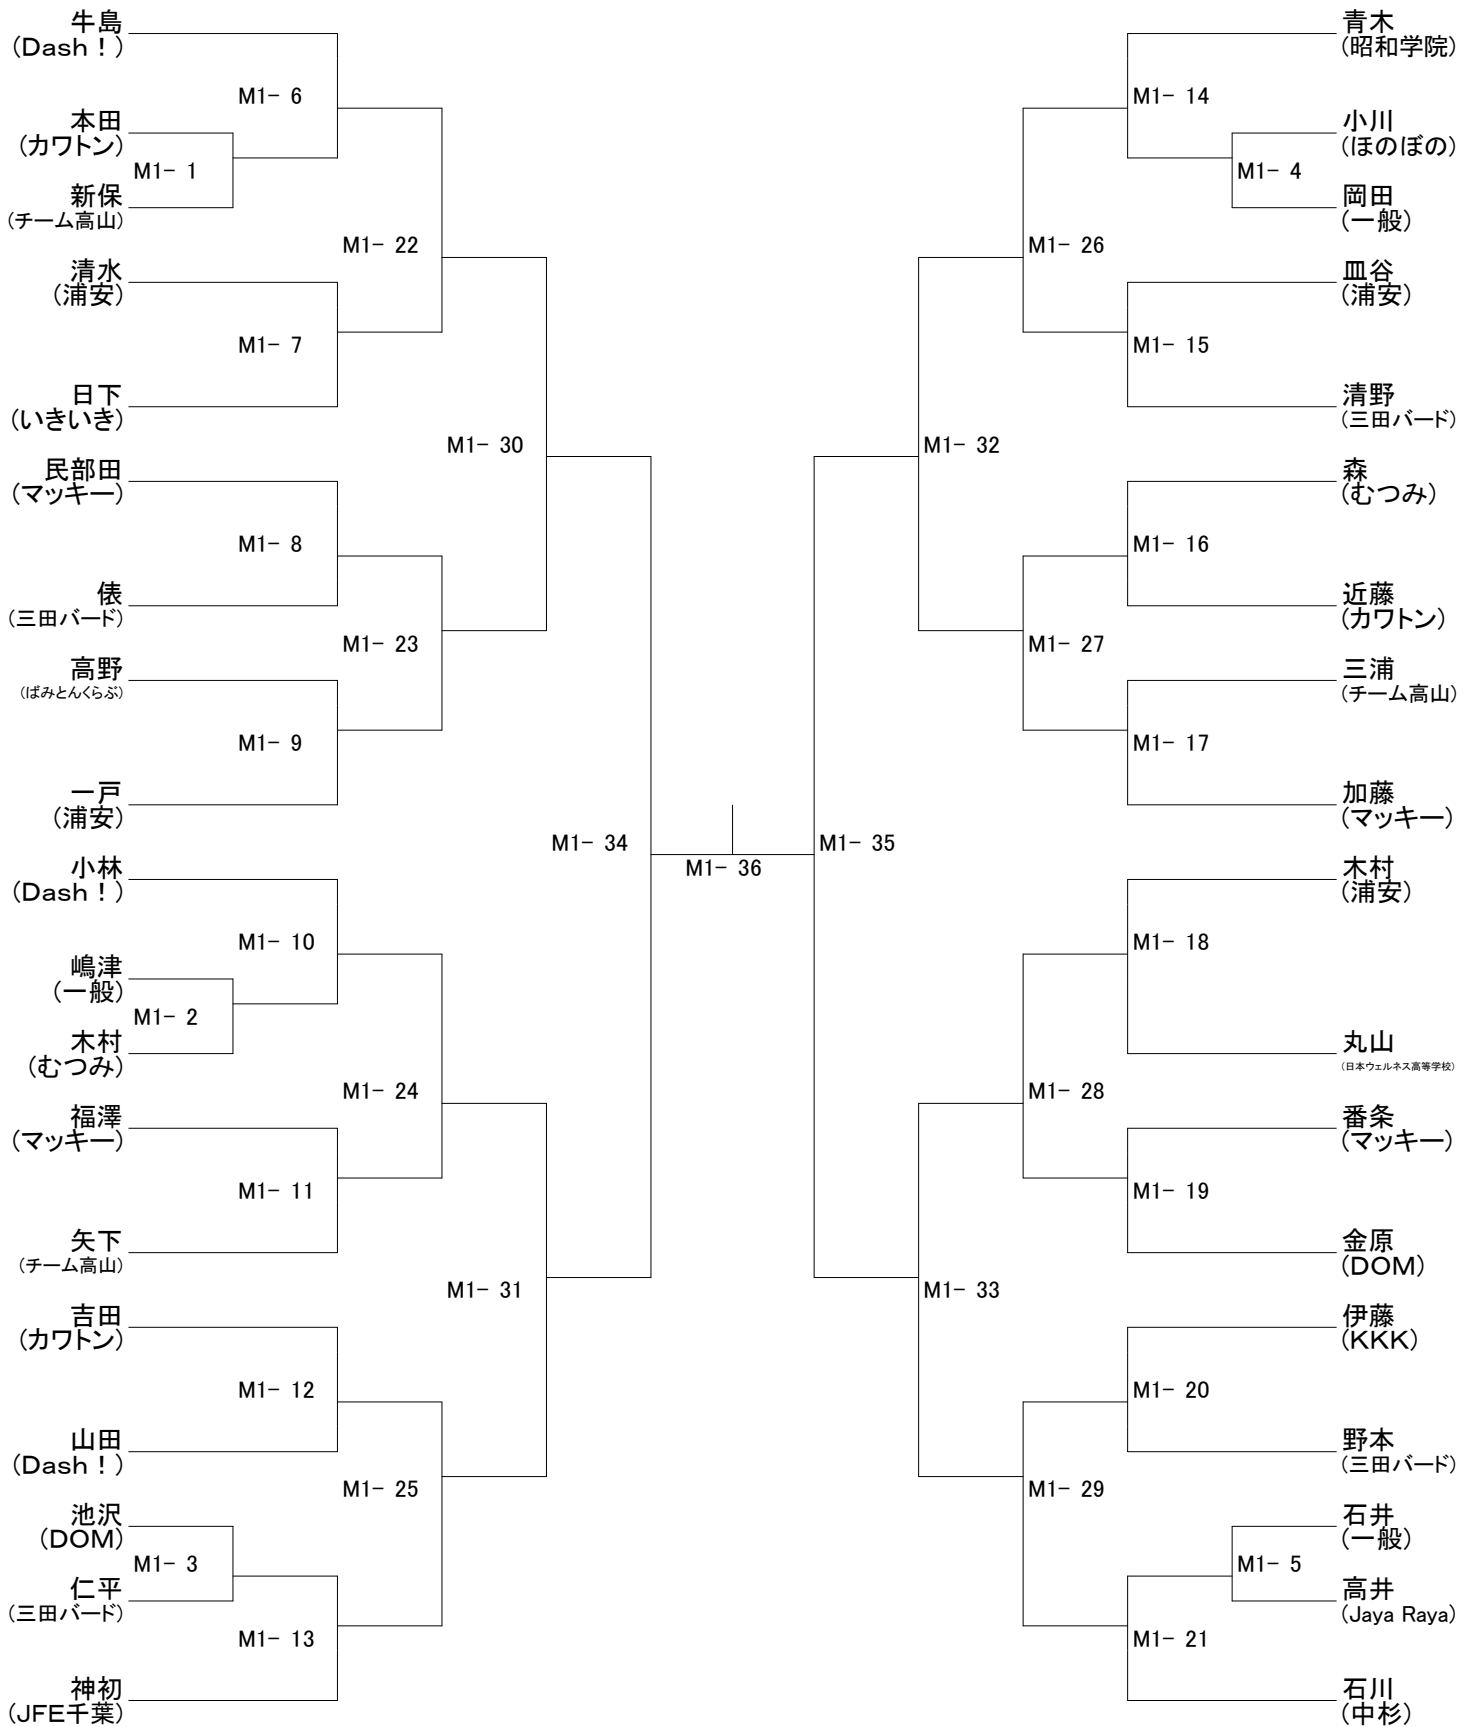 牛島
(Dash！)
M1- 6
本田
(カワトン)
M1- 1
新保
(チーム高山)
M1- 22
清水
(浦安)
M1- 7
日下
(いきいき)
M1- 30
民部田
(マッキー)
M1- 8
俵
(三田バード)
M1- 23
高野
(ばみとんくらぶ)
M1- 9
一戸
(浦安)
M1- 34
小林
(Dash！)
M1- 10
嶋津
(一般)
M1- 2
木村
(むつみ)
M1- 24
福澤
(マッキー)
M1- 11
矢下
(チーム高山)
M1- 31
吉田
(カワトン)
M1- 12
山田
(Dash！)
M1- 25
池沢
(DOM)
M1- 3
仁平
(三田バード)
M1- 13
神初
(JFE千葉)
M1- 36
青木
(昭和学院)
M1- 14
小川
(ほのぼの)
M1- 4
岡田
(一般)
M1- 26
皿谷
(浦安)
M1- 15
清野
(三田バード)
M1- 32
森
(むつみ)
M1- 16
近藤
(カワトン)
M1- 27
三浦
(チーム高山)
M1- 17
加藤
(マッキー)
M1- 35
木村
(浦安)
M1- 18
丸山
(日本ウェルネス高等学校)
M1- 28
番条
(マッキー)
M1- 19
金原
(DOM)
M1- 33
伊藤
(KKK)
M1- 20
野本
(三田バード)
M1- 29
石井
(一般)
M1- 5
高井
(Jaya Raya)
M1- 21
石川
(中杉)